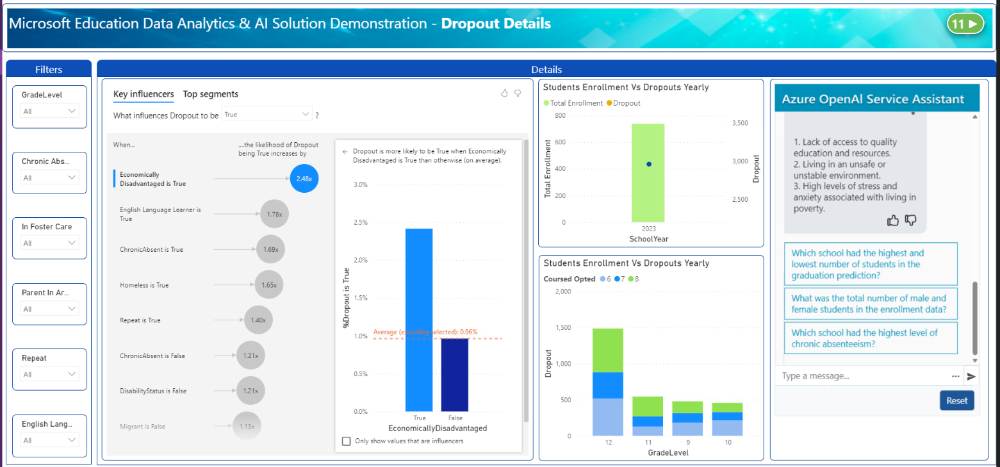 Microsoft Education Data Analytics & AI Solution Demonstration - Dropout Details
11
Filters
GradeLevel
All
Chronic Abs...
All
In Foster Care
All
Parent In Ar...
All
Repeat
All
English Lang...
All
Details
Key influencers Top segments
What influences Dropout to be True ?
When...
....the likelihood of Dropout
being True increases by
Economically
Disadvantaged is True
2.48x
English Language Learner is
True
1.78x
ChronicAbsent is True
1.69x
Homeless is True
1.65x
Repeat is True
1.40x
ChronicAbsent is False
1.21x
DisabilityStatus is False
1.21x
Migrant is False
1.13x
Dropout is more likely to be True when Economically
Disadvantaged is True than otherwise (on average).
%Dropout is True
3.0%
2.5%
2.0%
1.5%
1.0%
0.5%
0.0%
Average (excluding selected): 0.96%
True False
EconomicallyDisadvantaged
Only show values that are influencers
Students Enrollment Vs Dropouts Yearly
Total Enrollment Dropout
Total Enrollment
800
600
400
200
0
3,500
3,000
2,500
Dropout
2023
SchoolYear
Students Enrollment Vs Dropouts Yearly
Coursed Opted 6 7 8
Dropout
2,000
1,500
1,000
500
0
12 11 9 10
GradeLevel
Azure OpenAI Service Assistant
1. Lack of access to quality
education and resources.
2. Living in an unsafe or
unstable environment.
3. High levels of stress and
anxiety associated with living in
poverty.
Which school had the highest and
lowest number of students in the
graduation prediction?
What was the total number of male and
female students in the enrollment data?
Which school had the highest level of
chronic absenteeism?
Type a message...
Reset